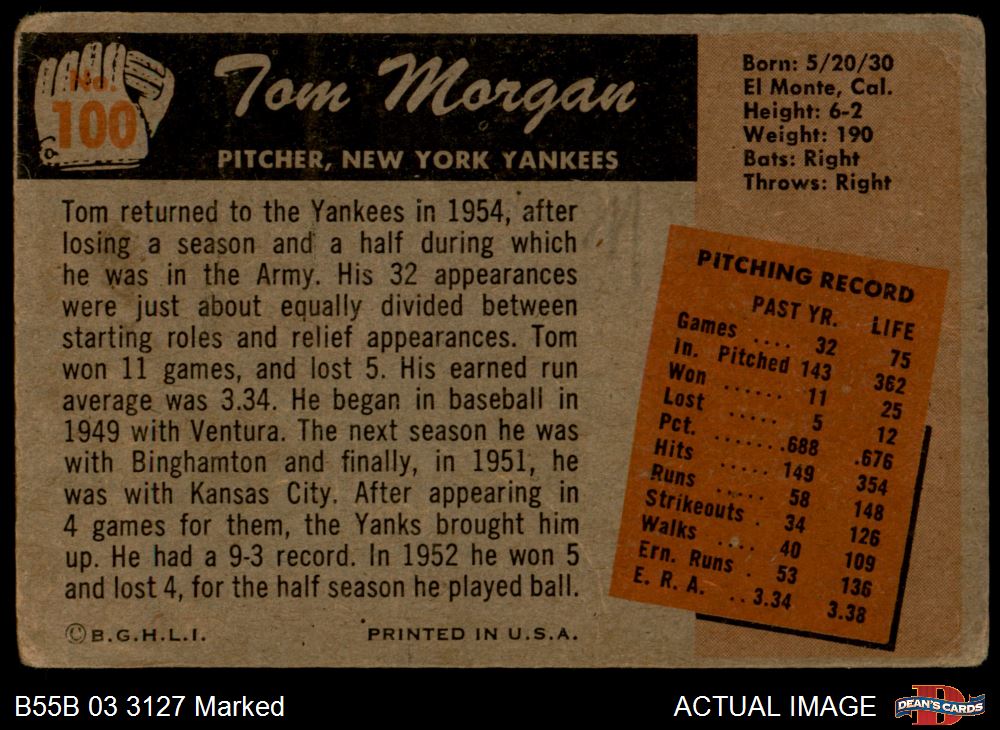 No.
100
Tom Morgan
PITCHER, NEW YORK YANKEES
Born: 5/20/30
El Monte, Cal.
Height: 6-2
Weight: 190
Bats: Right
Throws: Right
Tom returned to the Yankees in 1954, after
losing a season and a half during which
he was in the Army. His 32 appearances
were just about equally divided between
starting roles and relief appearances. Tom
won 11 games, and lost 5. His earned run
average was 3.34. He began in baseball in
1949 with Ventura. The next season he was
with Binghamton and finally, in 1951, he
was with Kansas City. After appearing in
4 games for them, the Yanks brought him
up. He had a 9-3 record. In 1952 he won 5
and lost 4, for the half season he played ball.
PITCHING RECORD
PAST YR. LIFE
Games .... 32 75
In. Pitched 143 362
Won ...... 11 25
Lost ..... 5 12
Pct. .......688 .676
Hits ..... 149 354
Runs ..... 58 148
Strikeouts . 34 126
Walks .... 40 109
Ern. Runs . 53 136
E. R. A. ..3.34 3.38
©B.G.H.L.I. PRINTED IN U.S.A.
B55B 03 3127 Marked
ACTUAL IMAGE
D
DEAN'S CARDS